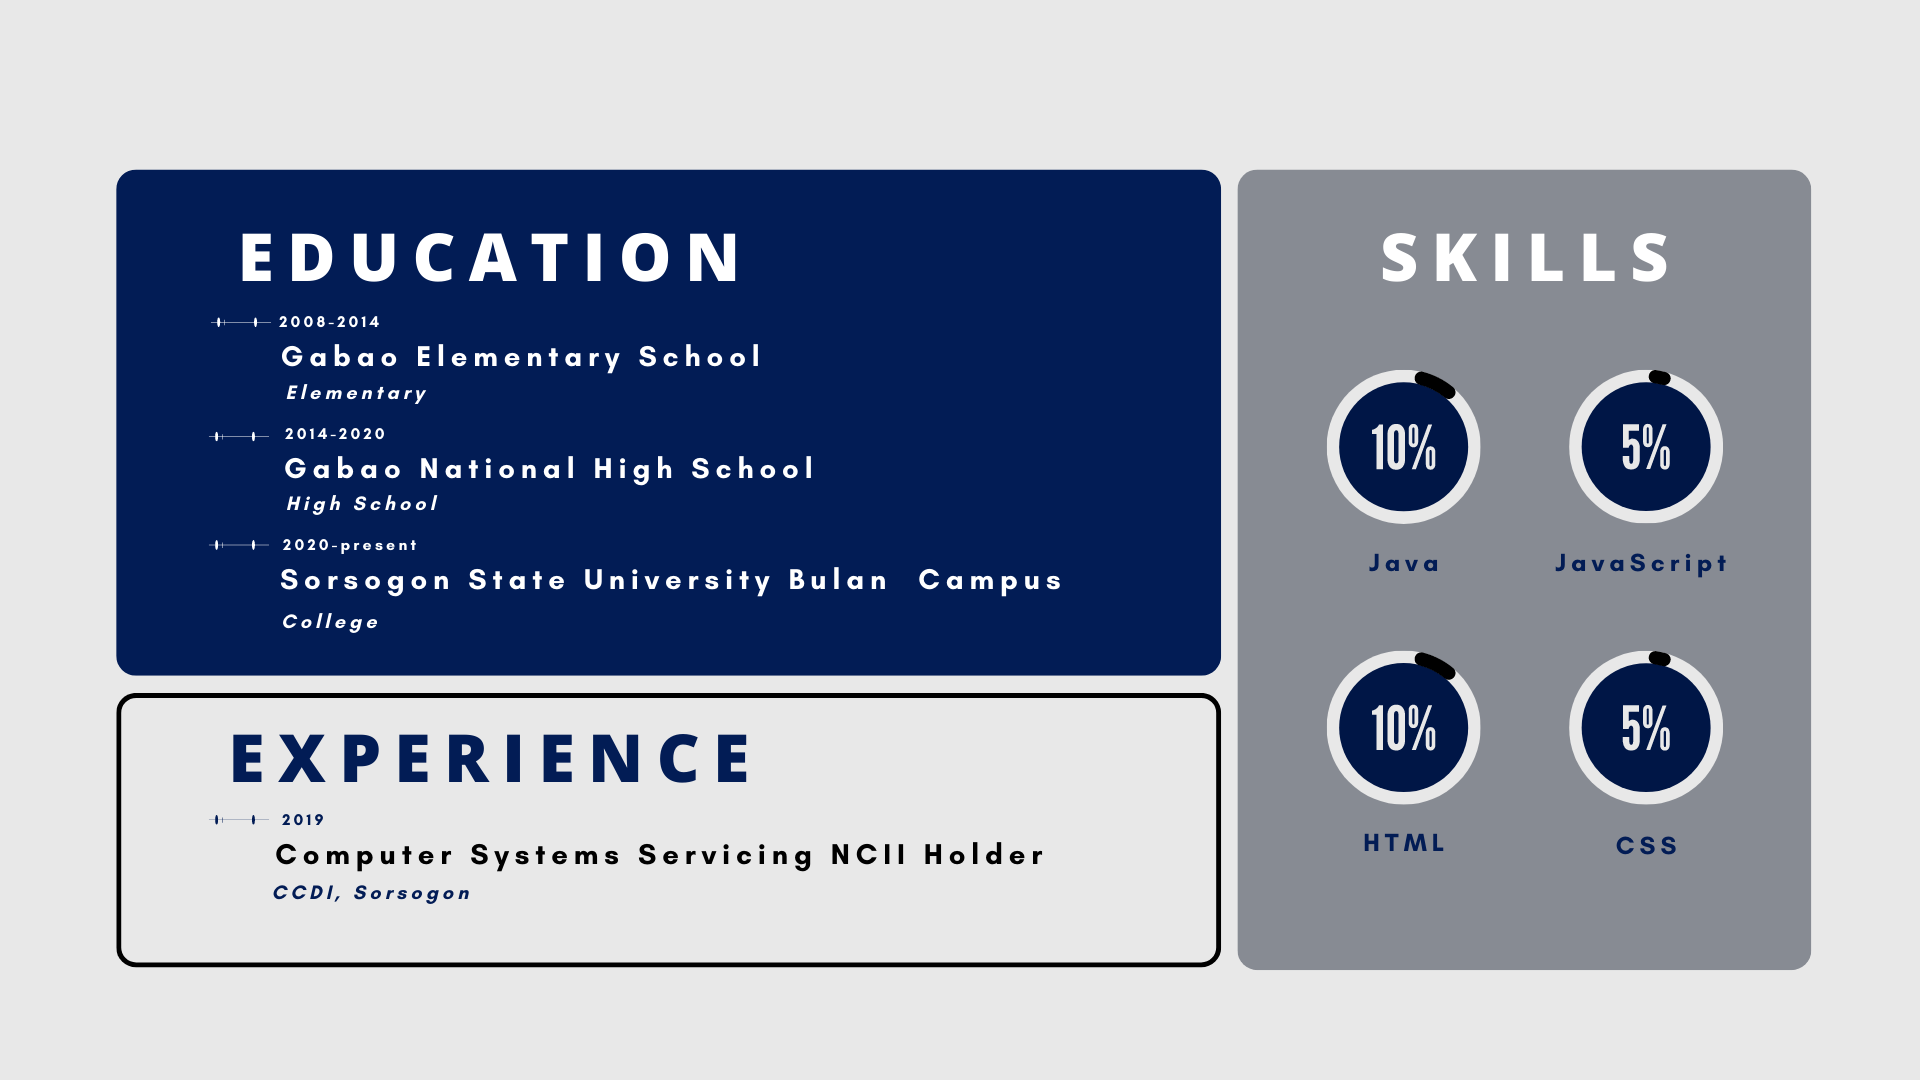 EDUCATION
2008-2014
Gabao Elementary School
Elementary
2014-2020
Gabao National High School
High School
2020-present
Sorsogon State University Bulan  Campus
College
EXPERIENCE
2019
Computer Systems Servicing NCII Holder
CCDI, Sorsogon
SKILLS
10%
5%
Java
JavaScript
10%
5%
HTML
CSS